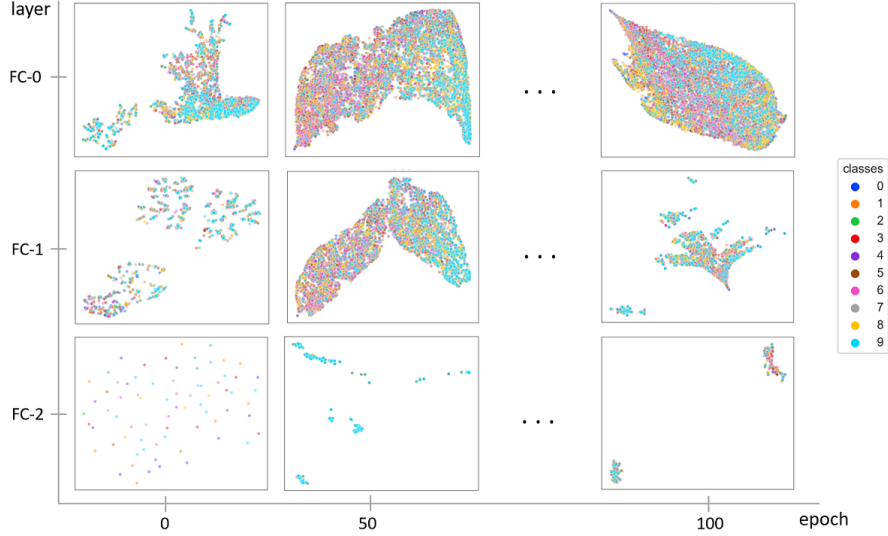 layer
FC-0
. . .
classes
0
1
2
3
4
5
6
7
8
9
FC-1
. . .
FC-2
. . .
0
50
100
epoch